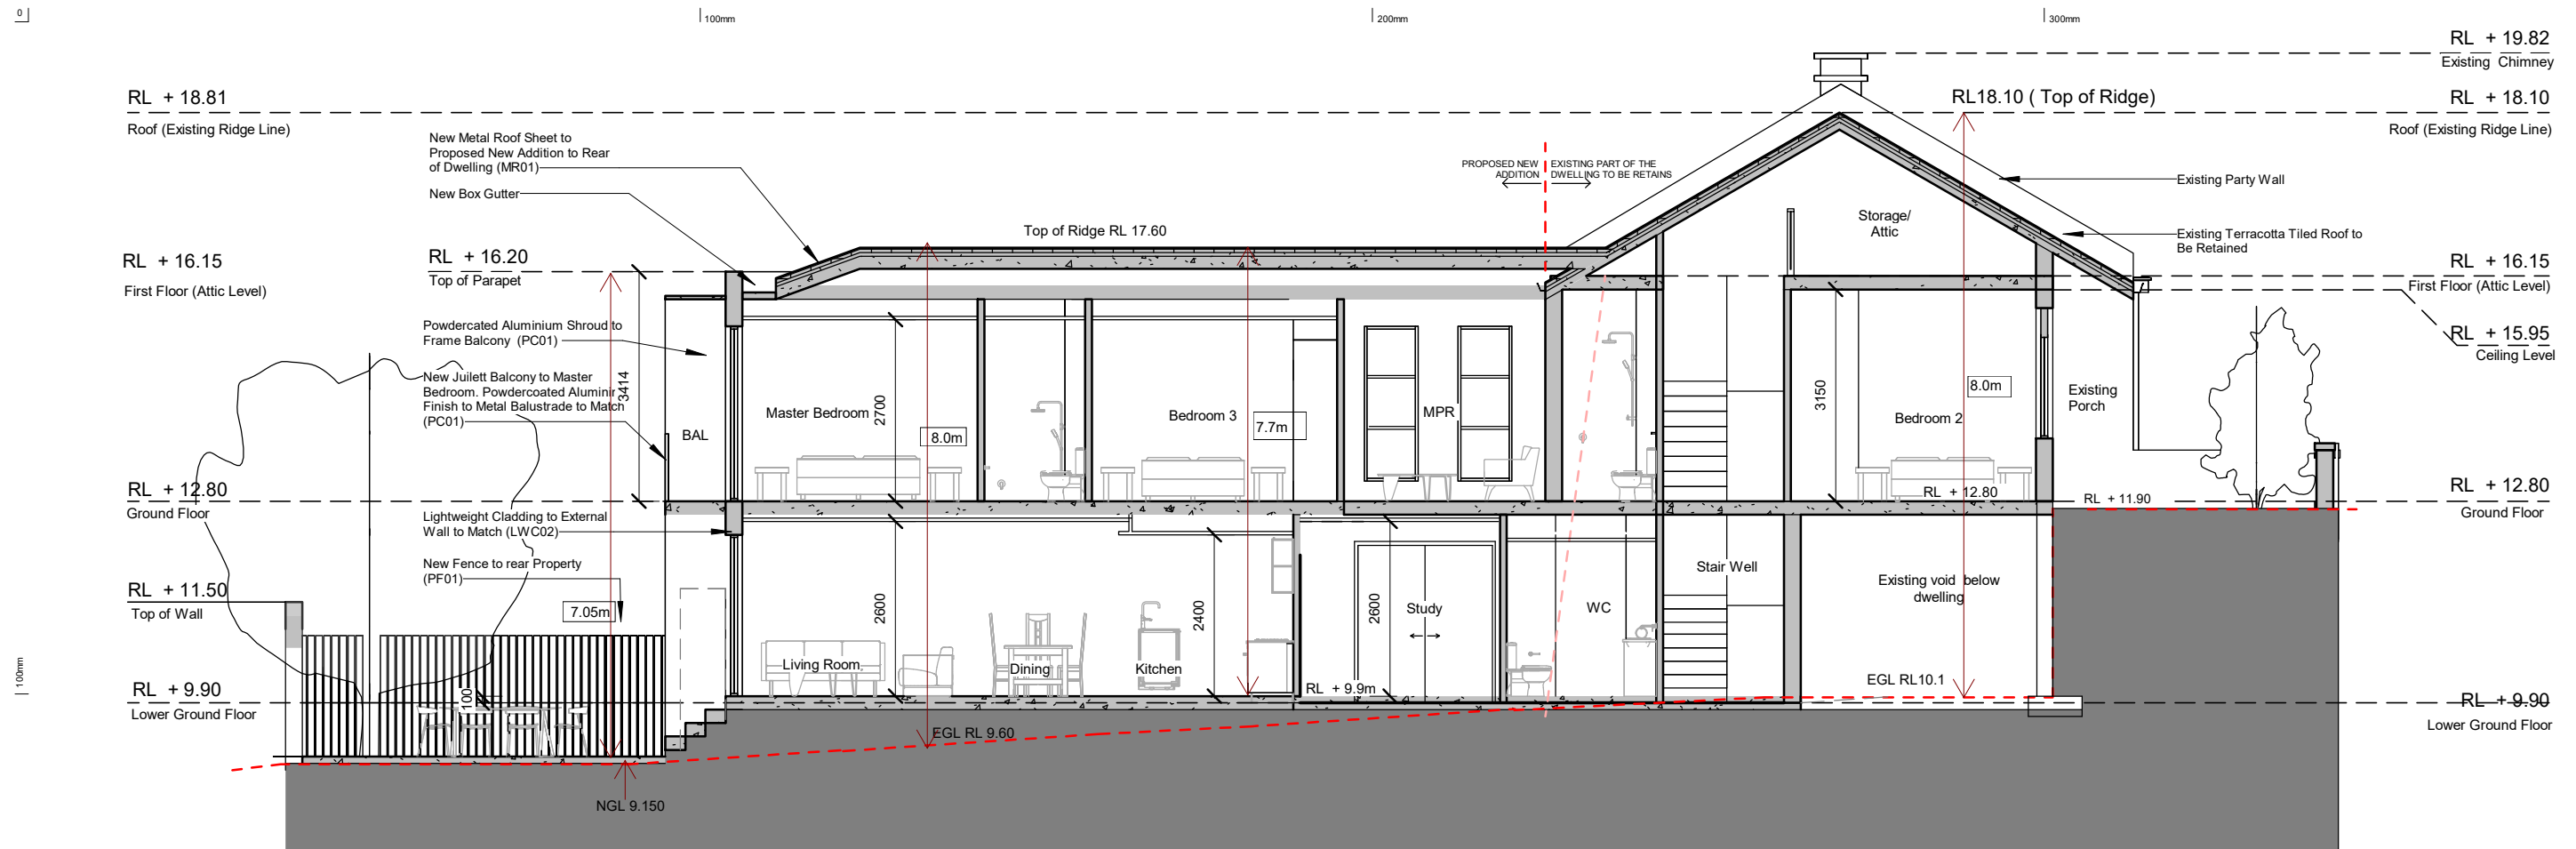 0
100mm
200mm
300mm
RL + 19.82
Existing Chimney
RL + 18.81
Roof (Existing Ridge Line)
RL18.10 ( Top of Ridge)
RL + 18.10
Roof (Existing Ridge Line)
New Metal Roof Sheet to
Proposed New Addition to Rear
of Dwelling (MR01)
New Box Gutter
PROPOSED NEW
ADDITION
EXISTING PART OF THE
DWELLING TO BE RETAINS
Existing Party Wall
Storage/
Attic
Top of Ridge RL 17.60
Existing Terracotta Tiled Roof to
Be Retained
RL + 16.15
First Floor (Attic Level)
RL + 16.20
Top of Parapet
RL + 16.15
First Floor (Attic Level)
Powdercated Aluminium Shroud to
Frame Balcony (PC01)
RL + 15.95
Ceiling Level
New Juilett Balcony to Master
Bedroom. Powdercoated Alumini
Finish to Metal Balustrade to Match
(PC01)
3414
BAL
Master Bedroom
2700
8.0m
Bedroom 3
7.7m
MPR
3150
8.0m
Bedroom 2
Existing
Porch
RL + 12.80
Ground Floor
RL + 12.80
RL + 11.90
RL + 12.80
Ground Floor
Lightweight Cladding to External
Wall to Match (LWC02)
New Fence to rear Property
(PF01)
RL + 11.50
Top of Wall
7.05m
2600
2400
2600
Study
WC
Stair Well
Existing void below
dwelling
Living Room
Dining
Kitchen
100mm
RL + 9.90
Lower Ground Floor
100
RL + 9.9m
EGL RL10.1
RL + 9.90
Lower Ground Floor
EGL RL 9.60
NGL 9.150